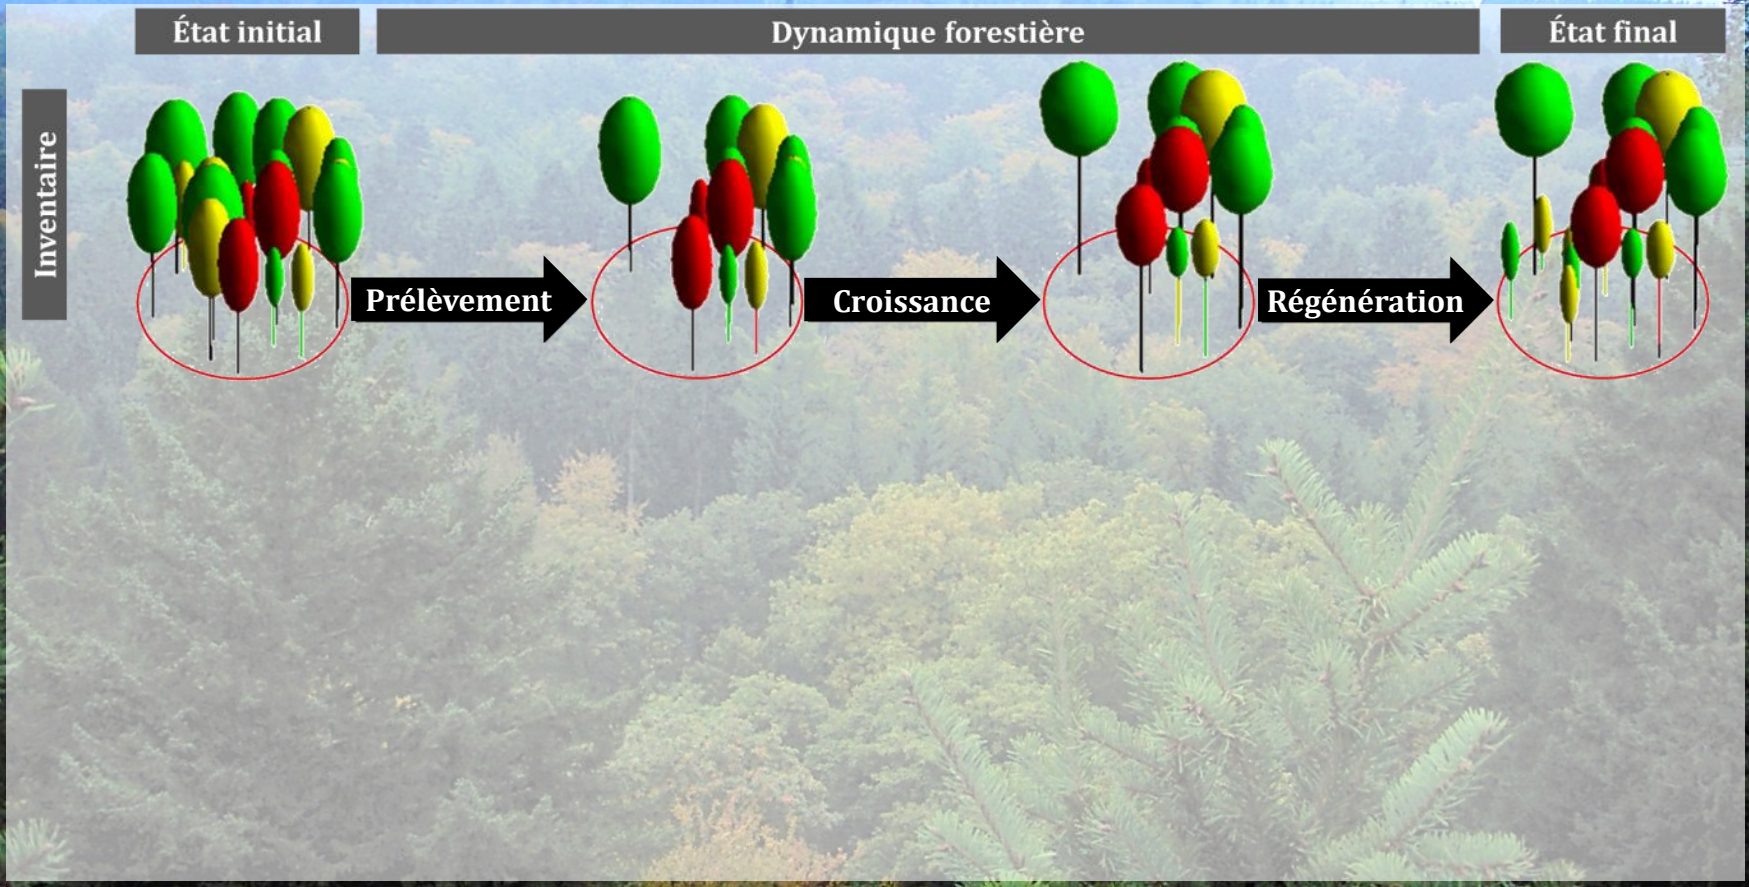 État initial
Dynamique forestière
État final
Inventaire
Prélèvement
Croissance
Régénération